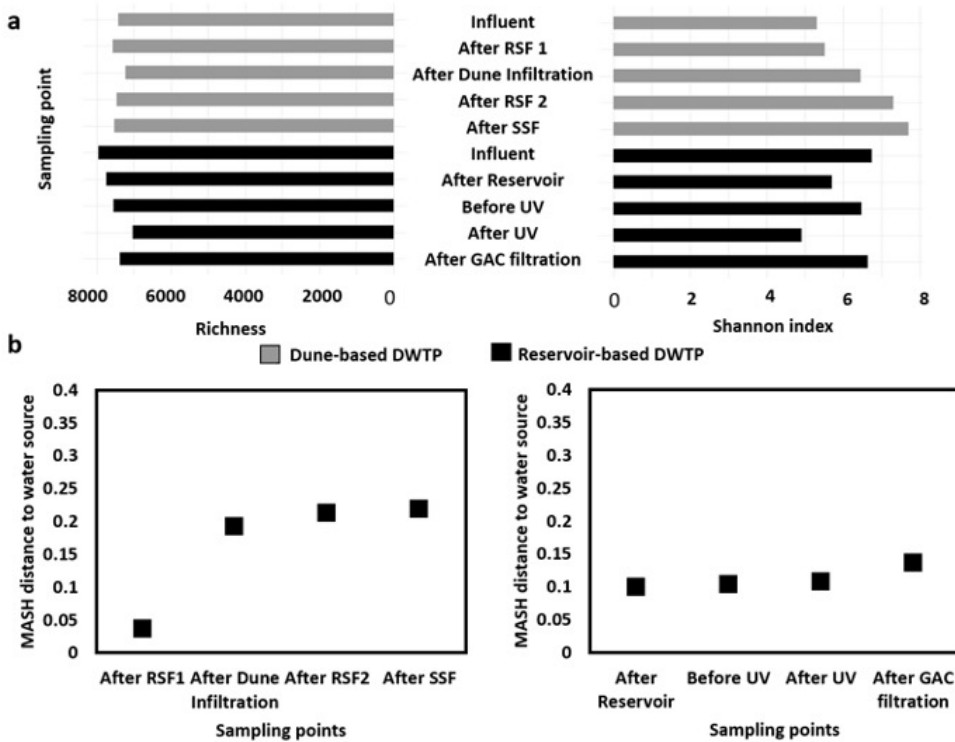 a
Sampling point
Influent
After RSF 1
After Dune Infiltration
After RSF 2
After SSF
Influent
After Reservoir
Before UV
After UV
After GAC filtration
8000 6000 4000 2000 0
Richness
0 2 4 6 8
Shannon index
b
Dune-based DWTP
Reservoir-based DWTP
MASH distance to water source
0.4
0.35
0.3
0.25
0.2
0.15
0.1
0.05
0
After RSF1 After Dune After RSF2 After SSF
Infiltration
Sampling points
MASH distance to water source
0.4
0.35
0.3
0.25
0.2
0.15
0.1
0.05
0
After Before UV After UV After GAC
Reservoir filtration
Sampling points